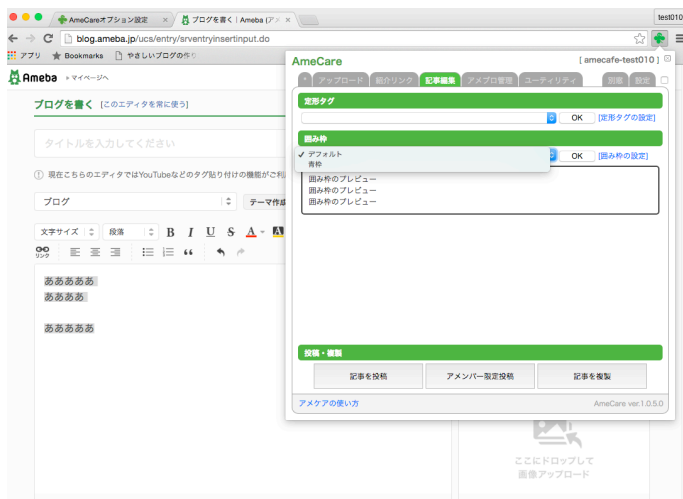 AmeCareオプション設定
ブログを書く | Ameba (ア
test010
blog.ameba.jp/ucs/entry/srventryinsertinput.do
アプリ
Bookmarks
やさしいブログの作り
Ameba
マイページへ
ブログを書く [このエディタを常に使う]
タイトルを入力してください
現在こちらのエディタではYouTubeなどのタグ貼り付けの機能がご利
ブログ
テーマ作成
文字サイズ
段落
B I U S A A
リンク
あああああ
ああああ
あああああ
AmeCare
[ amecafe-test010 ]
* アップロード 紹介リンク 記事編集 アメブロ管理 ユーティリティ 別窓 設定
定形タグ
OK [定形タグの設定]
囲み枠
✓ デフォルト
青枠
OK [囲み枠の設定]
囲み枠のプレビュー
囲み枠のプレビュー
囲み枠のプレビュー
投稿・複製
記事を投稿
アメンバー限定投稿
記事を複製
アメケアの使い方
AmeCare ver.1.0.5.0
ここにドロップして
画像アップロード